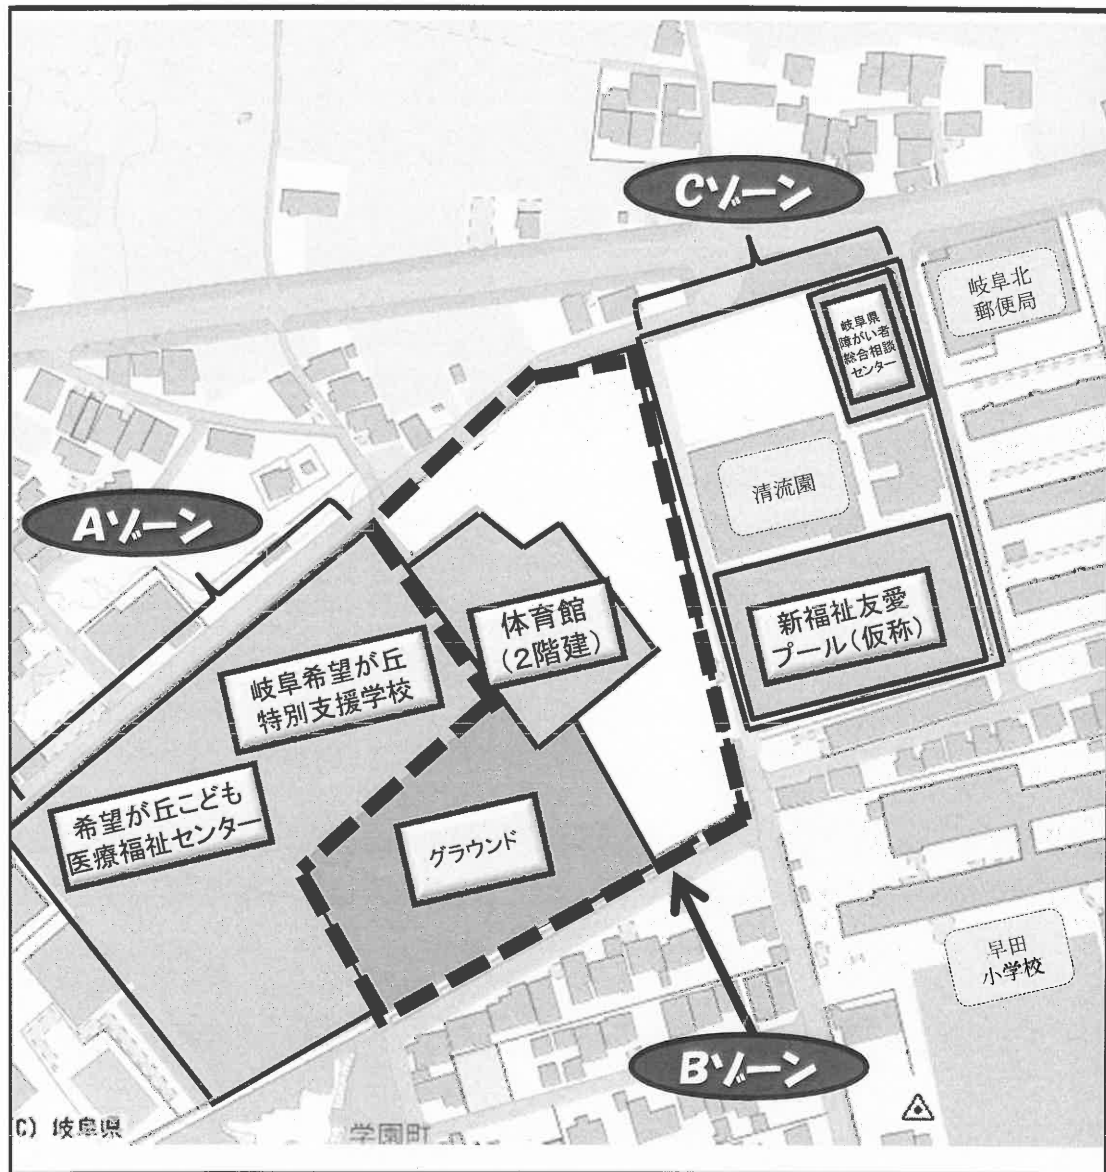 Cゾーン
岐阜北
郵便局
岐阜県
障がい者
総合相談
センター
清流園
Aゾーン
体育館
(2階建)
新福祉友愛
プール(仮称)
岐阜希望が丘
特別支援学校
希望が丘こども
医療福祉センター
グラウンド
早田
小学校
Bゾーン
(C) 岐阜県
学園町